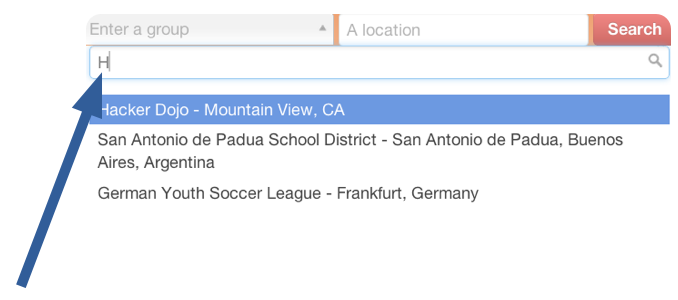 Enter a group
A location
Search
H
Hacker Dojo - Mountain View, CA
San Antonio de Padua School District - San Antonio de Padua, Buenos
Aires, Argentina
German Youth Soccer League - Frankfurt, Germany